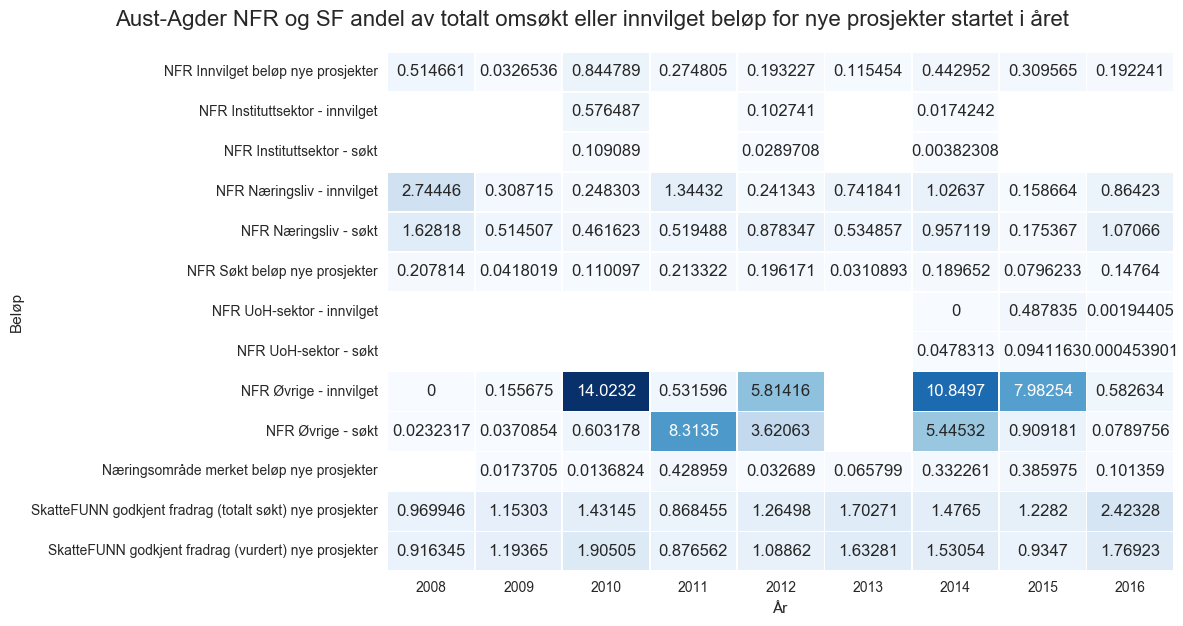 Aust-Agder NFR og SF andel av totalt omsøkt eller innvilget beløp for nye prosjekter startet i året
NFR Innvilget beløp nye prosjekter 0.514661 0.0326536 0.844789 0.274805 0.193227 0.115454 0.442952 0.309565 0.192241
NFR Instituttsektor - innvilget 0.576487 0.102741 0.0174242
NFR Instituttsektor - søkt 0.109089 0.0289708 0.00382308
NFR Næringsliv - innvilget 2.74446 0.308715 0.248303 1.34432 0.241343 0.741841 1.02637 0.158664 0.86423
NFR Næringsliv - søkt 1.62818 0.514507 0.461623 0.519488 0.878347 0.534857 0.957119 0.175367 1.07066
NFR Søkt beløp nye prosjekter 0.207814 0.0418019 0.110097 0.213322 0.196171 0.0310893 0.189652 0.0796233 0.14764
NFR UoH-sektor - innvilget 0 0.487835 0.00194405
NFR UoH-sektor - søkt 0.0478313 0.0941163 0.000453901
NFR Øvrige - innvilget 0 0.155675 14.0232 0.531596 5.81416 10.8497 7.98254 0.582634
NFR Øvrige - søkt 0.0232317 0.0370854 0.603178 8.3135 3.62063 5.44532 0.909181 0.0789756
Næringsområde merket beløp nye prosjekter 0.0173705 0.0136824 0.428959 0.032689 0.065799 0.332261 0.385975 0.101359
SkatteFUNN godkjent fradrag (totalt søkt) nye prosjekter 0.969946 1.15303 1.43145 0.868455 1.26498 1.70271 1.4765 1.2282 2.42328
SkatteFUNN godkjent fradrag (vurdert) nye prosjekter 0.916345 1.19365 1.90505 0.876562 1.08862 1.63281 1.53054 0.9347 1.76923
2008 2009 2010 2011 2012 2013 2014 2015 2016
År
Beløp